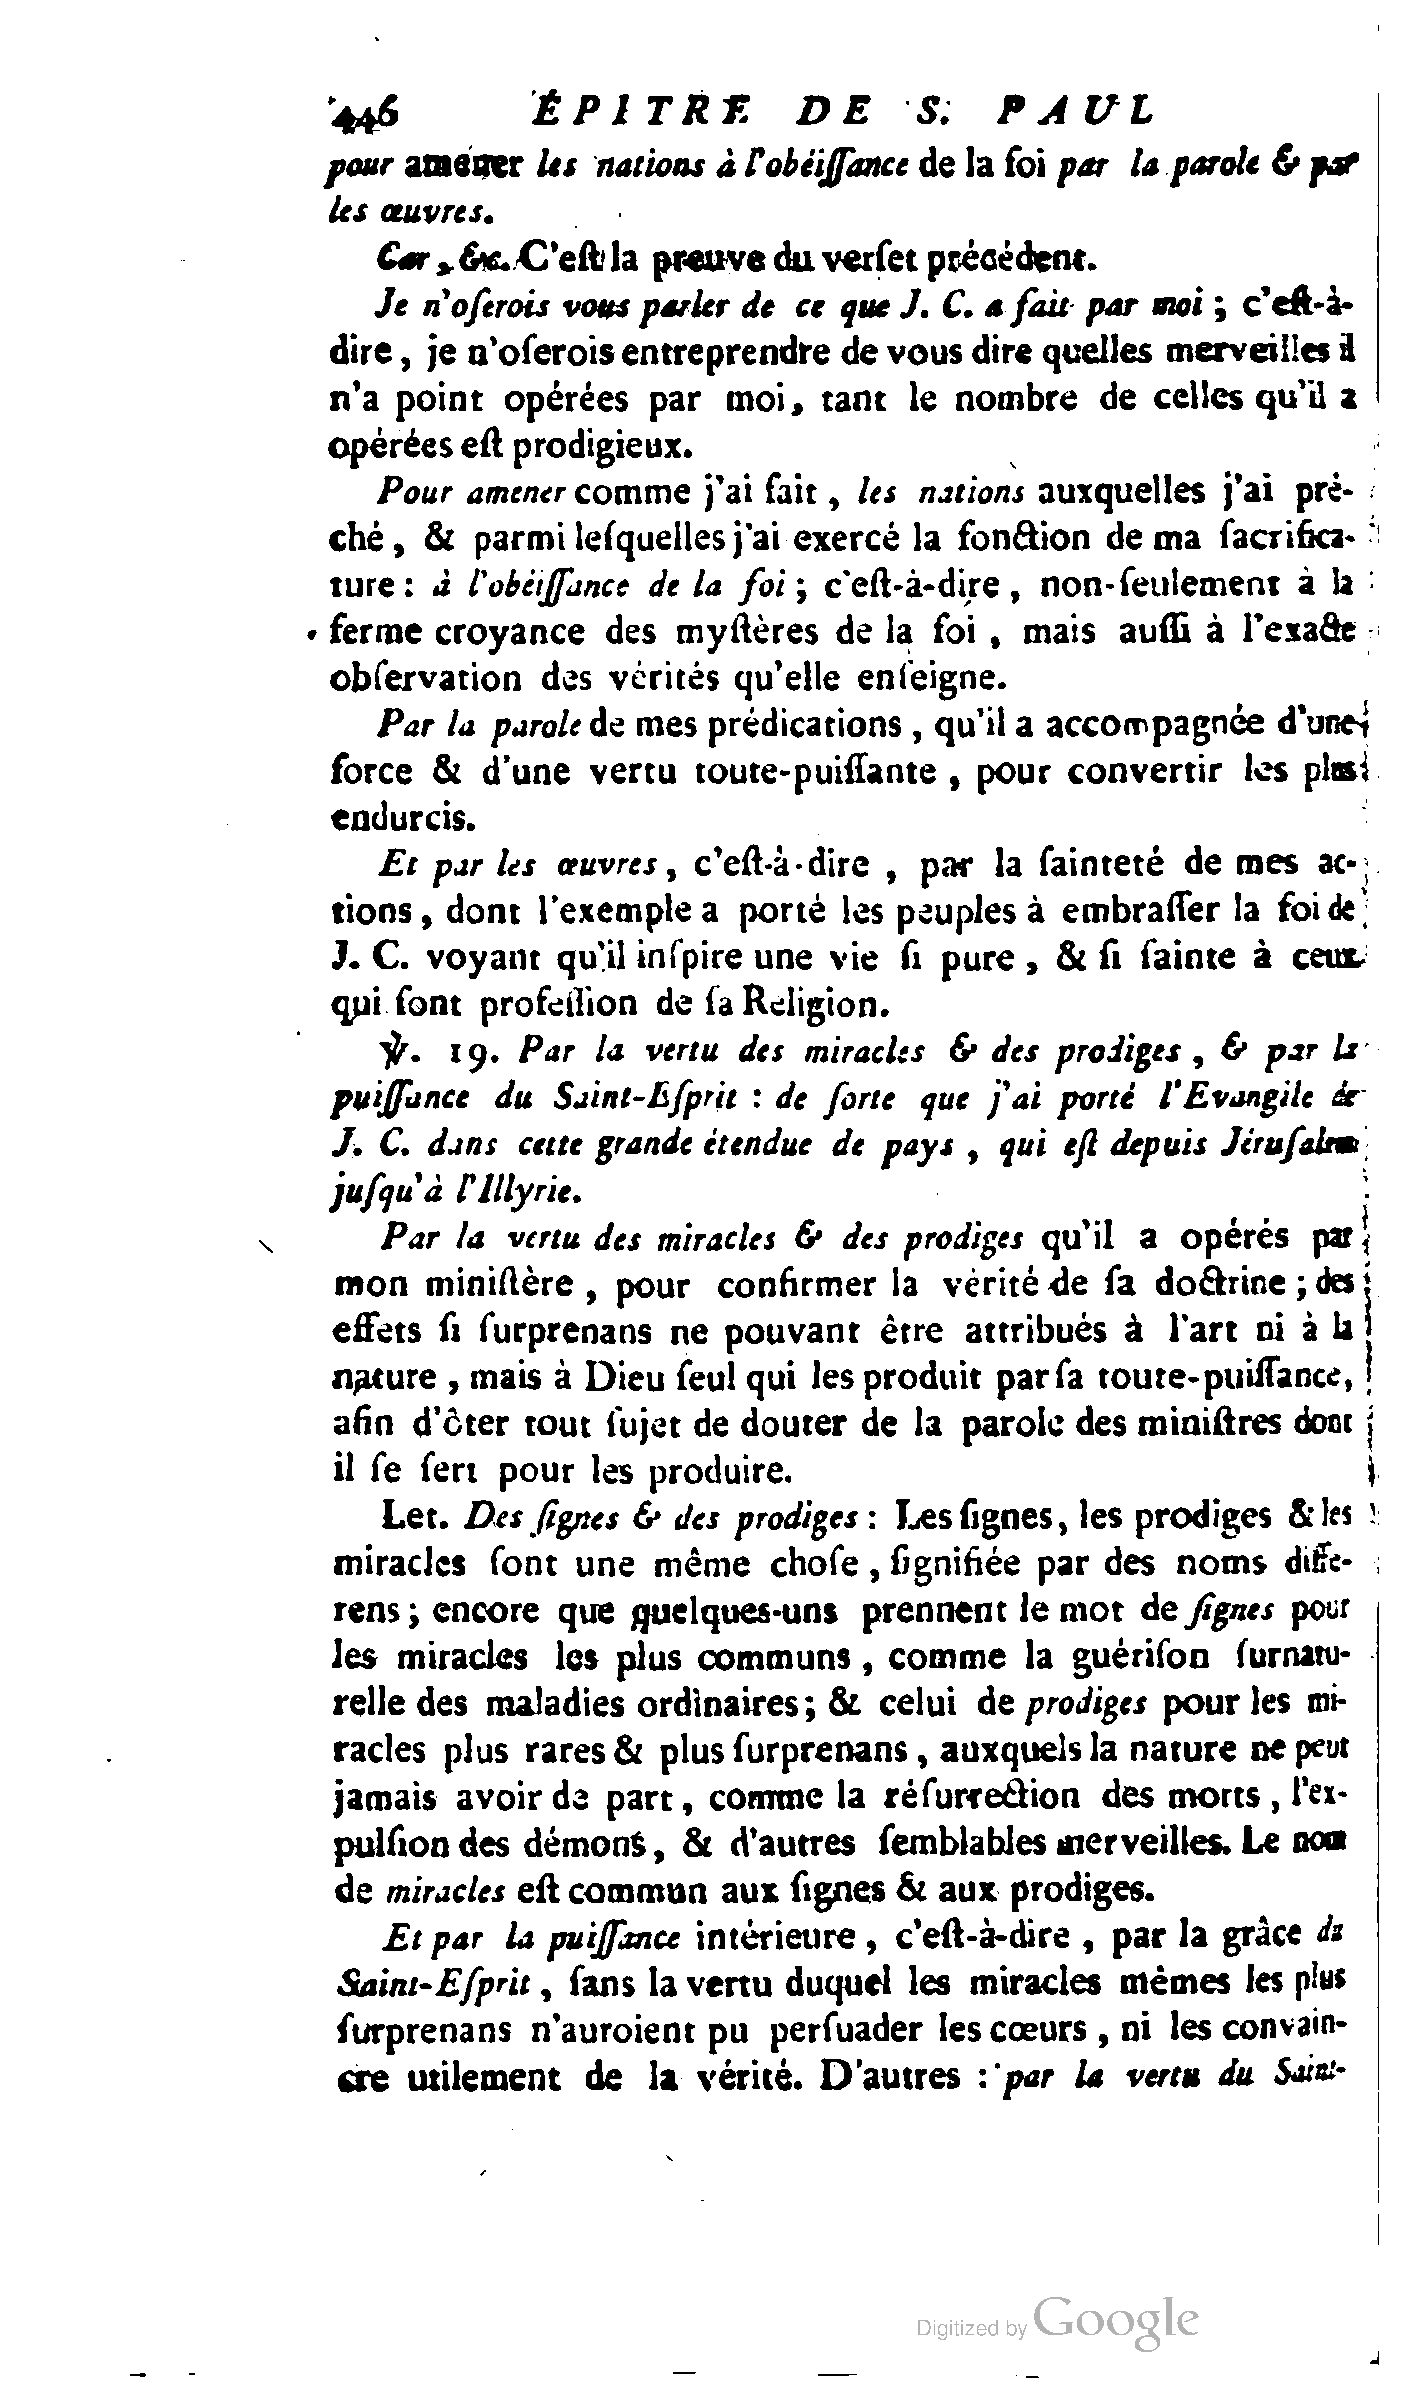 446 ÉPITRE DE S. PAUL
pour amener les nations à l'obéiſſance de la foi par la parole & par
les œuvres.
Car, &c. C'eſt la preuve du verſet précédent.
Je n'oſerois vous parler de ce que J. C. a fait par moi ; c'eſt-à-
dire, je n'oſerois entreprendre de vous dire quelles merveilles il
n'a point opérées par moi, tant le nombre de celles qu'il a
opérées eſt prodigieux.
Pour amener comme j'ai fait, les nations auxquelles j'ai prê-
ché, & parmi leſquelles j'ai exercé la fonction de ma ſacrifica-
ture : à l'obéiſſance de la foi ; c'eſt-à-dire, non-ſeulement à la
ferme croyance des myſtères de la foi, mais auſſi à l'exacte
obſervation des vérités qu'elle enſeigne.
Par la parole de mes prédications, qu'il a accompagnée d'une
force & d'une vertu toute-puiſſante, pour convertir les plus
endurcis.
Et par les œuvres, c'eſt-à-dire, par la ſainteté de mes ac-
tions, dont l'exemple a porté les peuples à embraſſer la foi de
J. C. voyant qu'il inſpire une vie ſi pure, & ſi ſainte à ceux
qui font profeſſion de ſa Religion.
℣. 19. Par la vertu des miracles & des prodiges, & par la
puiſſance du Saint-Eſprit : de ſorte que j'ai porté l'Evangile de
J. C. dans cette grande étendue de pays, qui eſt depuis Jéruſalem
juſqu'à l'Illyrie.
Par la vertu des miracles & des prodiges qu'il a opérés par
mon miniſtère, pour confirmer la vérité de ſa doctrine ; des
effets ſi ſurprenans ne pouvant être attribués à l'art ni à la
nature, mais à Dieu ſeul qui les produit par ſa toute-puiſſance,
afin d'ôter tout ſujet de douter de la parole des miniſtres dont
il ſe ſert pour les produire.
Let. Des ſignes & des prodiges : Les ſignes, les prodiges & les
miracles ſont une même choſe, ſignifiée par des noms diffé-
rens ; encore que quelques-uns prennent le mot de ſignes pour
les miracles les plus communs, comme la guériſon ſurnatu-
relle des maladies ordinaires ; & celui de prodiges pour les mi-
racles plus rares & plus ſurprenans, auxquels la nature ne peut
jamais avoir de part, comme la réſurrection des morts, l'ex-
pulſion des démons, & d'autres ſemblables merveilles. Le nom
de miracles eſt commun aux ſignes & aux prodiges.
Et par la puiſſance intérieure, c'eſt-à-dire, par la grâce du
Saint-Eſprit, ſans la vertu duquel les miracles mêmes les plus
ſurprenans n'auroient pu perſuader les cœurs, ni les convain-
cre utilement de la vérité. D'autres : par la vertu du Saint-
Digitized by Google